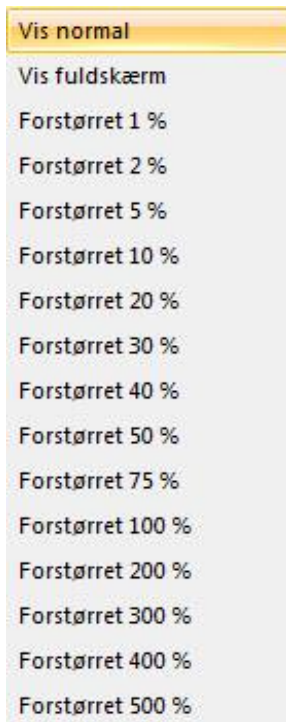 Vis normal
Vis fuldskærm
Forstørret 1 %
Forstørret 2 %
Forstørret 5 %
Forstørret 10 %
Forstørret 20 %
Forstørret 30 %
Forstørret 40 %
Forstørret 50 %
Forstørret 75 %
Forstørret 100 %
Forstørret 200 %
Forstørret 300 %
Forstørret 400 %
Forstørret 500 %